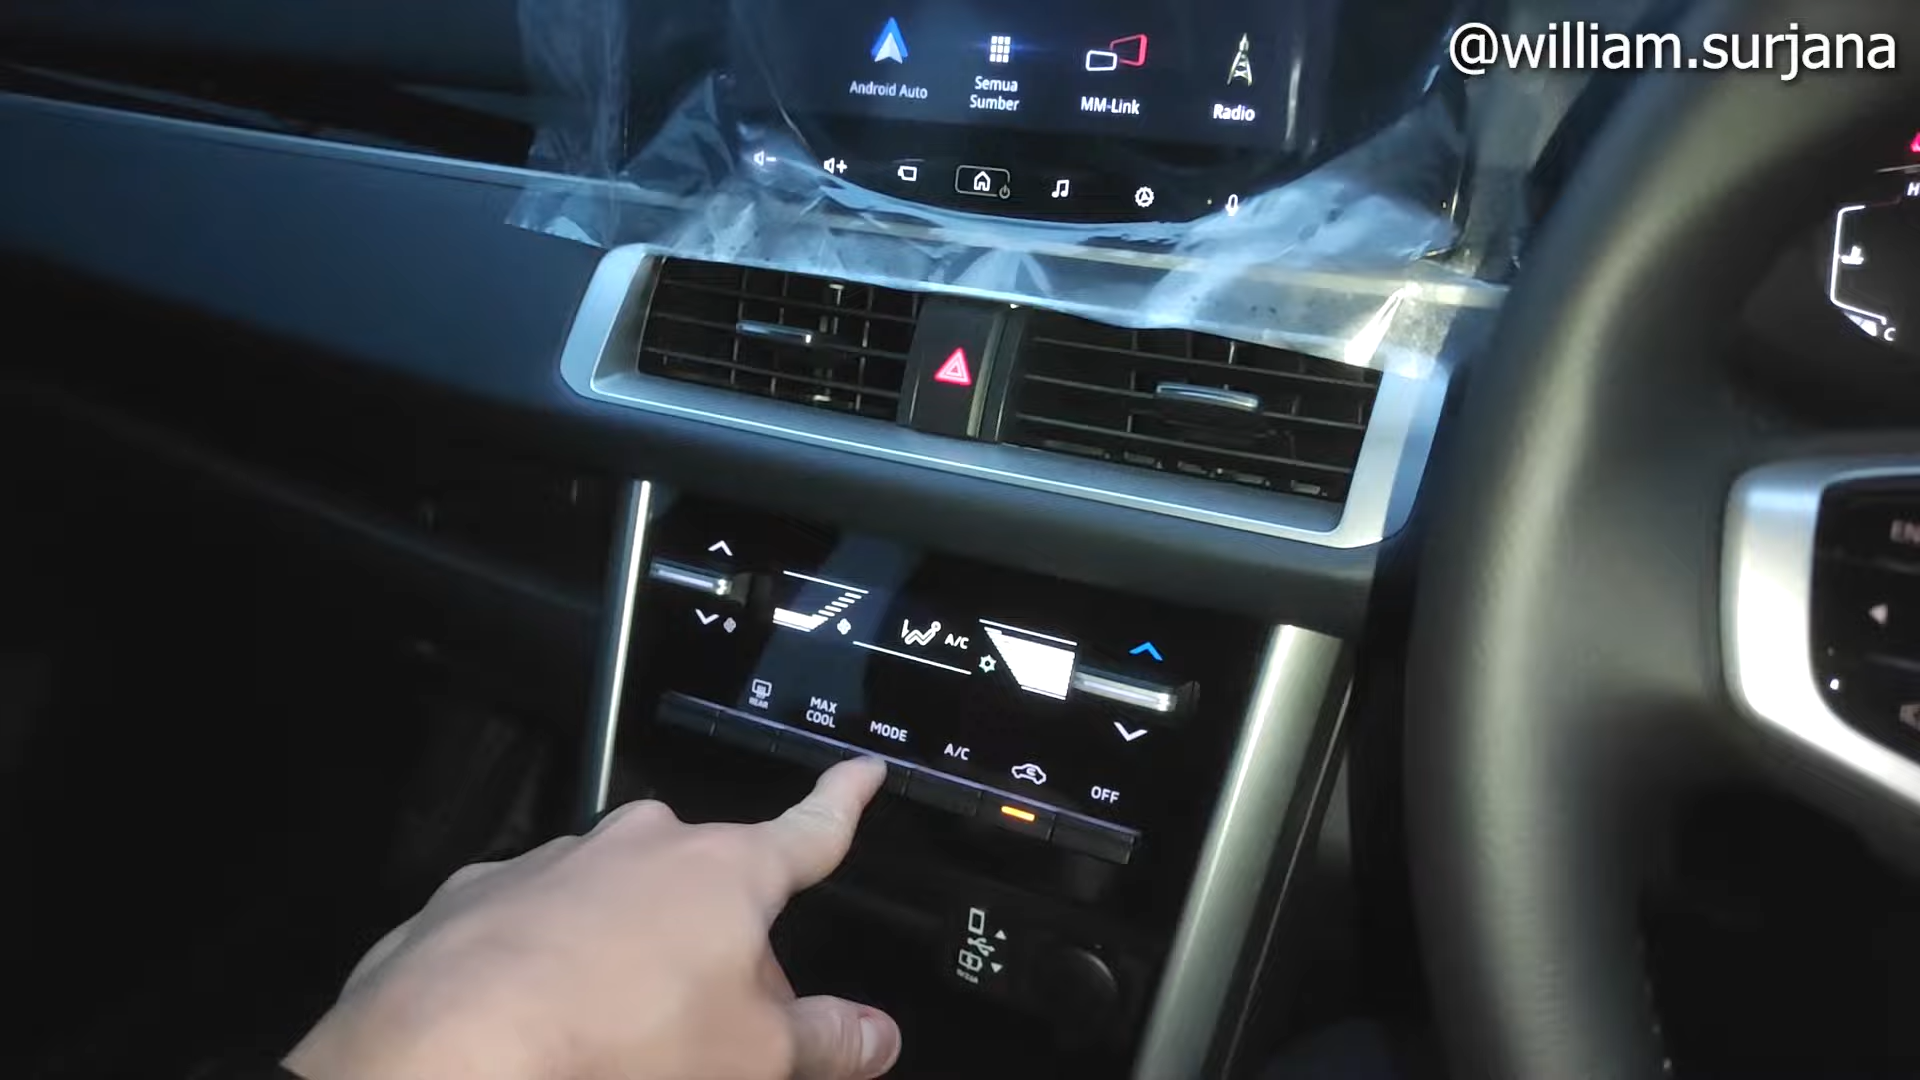 @william.surjana
Android Auto
Semua
Sumber
MM-Link
Radio
H
C
A/C
REAR
MAX
COOL
MODE
A/C
OFF